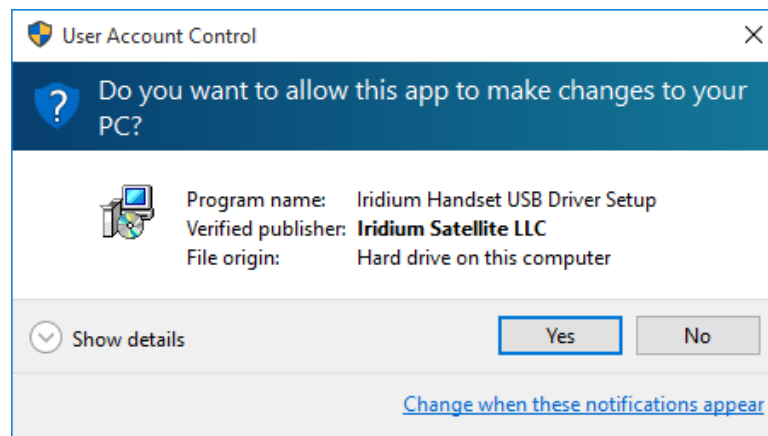 User Account Control
Do you want to allow this app to make changes to your
PC?
Program name: Iridium Handset USB Driver Setup
Verified publisher: Iridium Satellite LLC
File origin: Hard drive on this computer
Show details
Yes
No
Change when these notifications appear